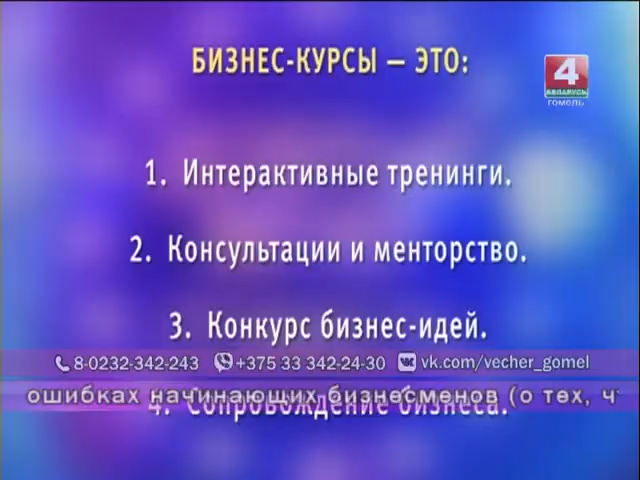 БИЗНЕС-КУРСЫ — ЭТО:
4
БЕЛАРУСЬ
ГОМЕЛЬ
1. Интерактивные тренинги.
2. Консультации и менторство.
3. Конкурс бизнес-идей.
8-0232-342-243 +375 33 342-24-30 vk.com/vecher_gomel
ошибках начинающих бизнесменов (о тех, ч
4. Сопровождение бизнеса.